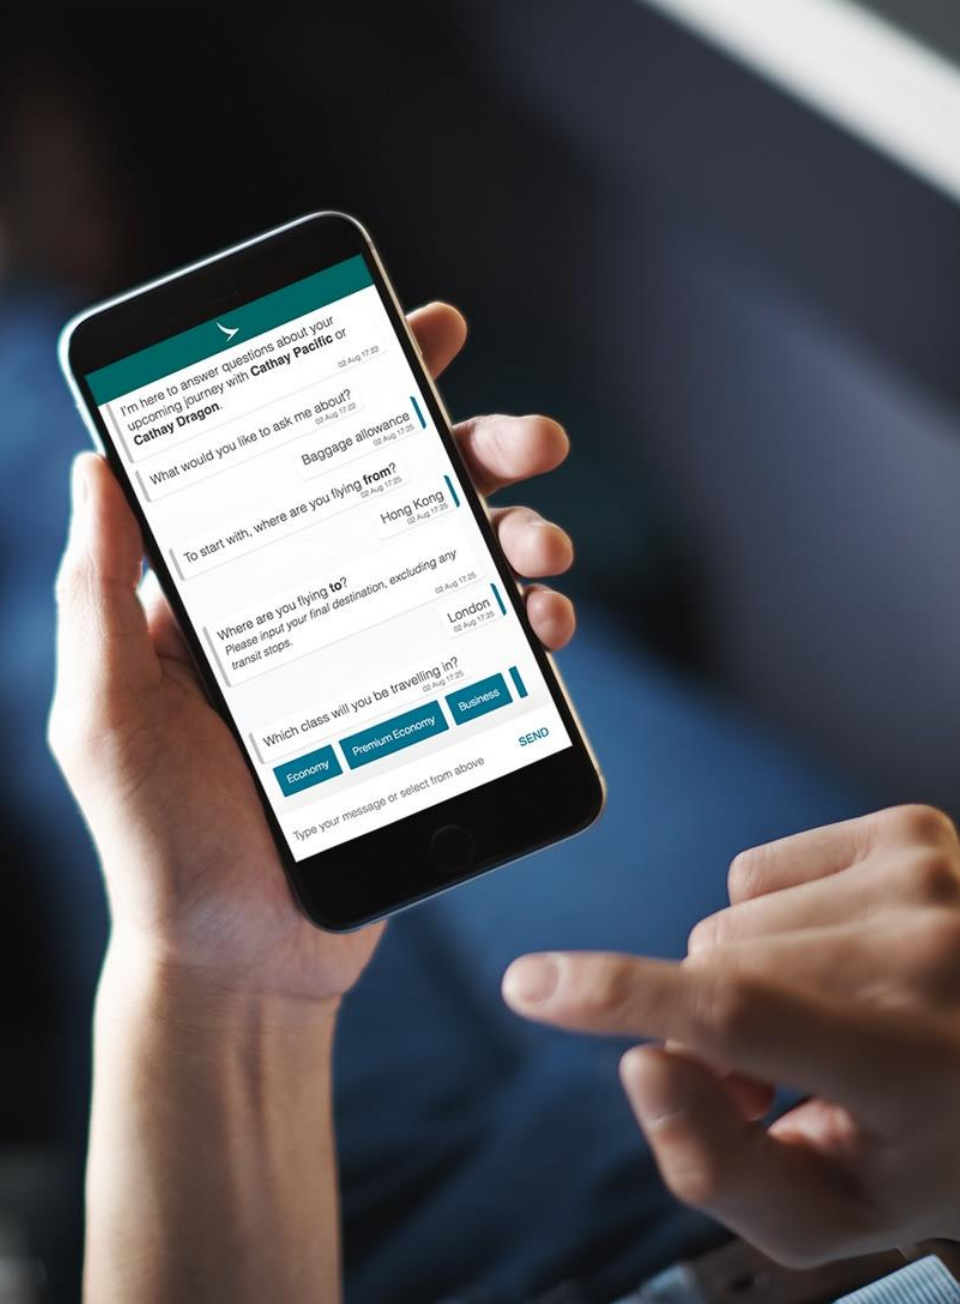 I'm here to answer questions about your
upcoming journey with Cathay Pacific or
Cathay Dragon.
02 Aug 17:22
What would you like to ask me about?
02 Aug 17:22
Baggage allowance
02 Aug 17:25
To start with, where are you flying from?
02 Aug 17:25
Hong Kong
02 Aug 17:25
Where are you flying to?
Please input your final destination, excluding any
transit stops.
02 Aug 17:25
London
02 Aug 17:25
Which class will you be travelling in?
02 Aug 17:25
Economy
Premium Economy
Business
Type your message or select from above
SEND